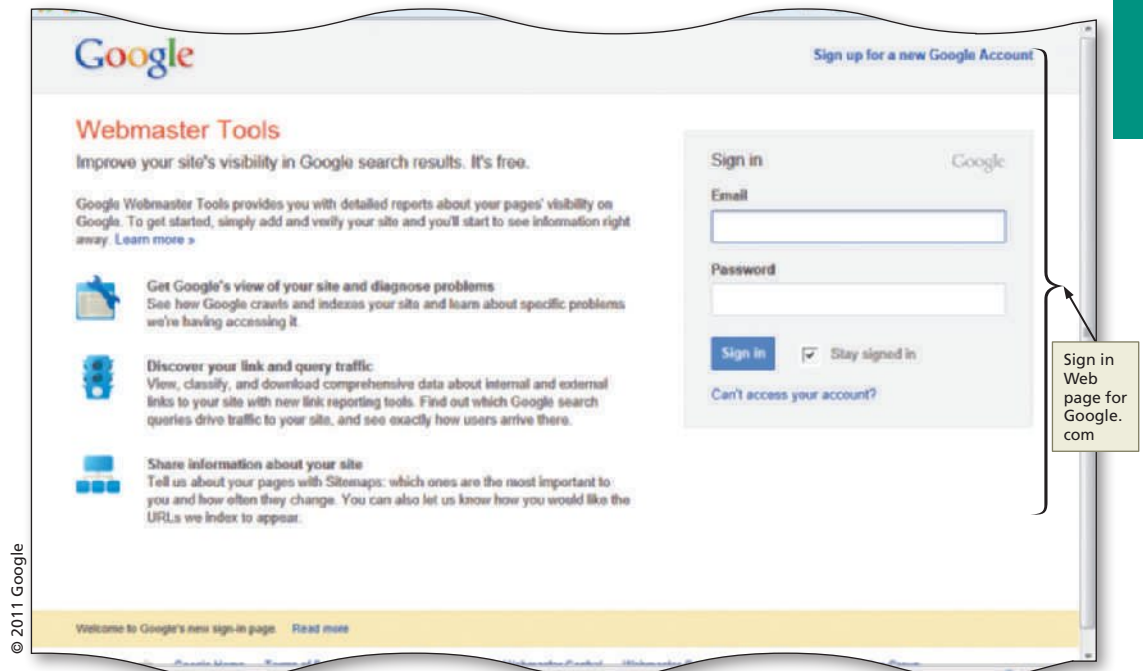 Google
Sign up for a new Google Account
Webmaster Tools
Improve your site's visibility in Google search results. It's free.
Google Webmaster Tools provides you with detailed reports about your pages' visibility on
Google. To get started, simply add and verify your site and you'll start to see information right
away. Learn more »
Get Google's view of your site and diagnose problems
See how Google crawls and indexes your site and learn about specific problems
we're having accessing it.
Discover your link and query traffic
View, classify, and download comprehensive data about internal and external
links to your site with new link reporting tools. Find out which Google search
queries drive traffic to your site, and see exactly how users arrive there.
Share information about your site
Tell us about your pages with Sitemaps: which ones are the most important to
you and how often they change. You can also let us know how you would like the
URLs we index to appear.
Sign in Google
Email
Password
Sign in Stay signed in
Can't access your account?
Sign in
Web
page for
Google.
com
Welcome to Google's new sign-in page. Read more
© 2011 Google